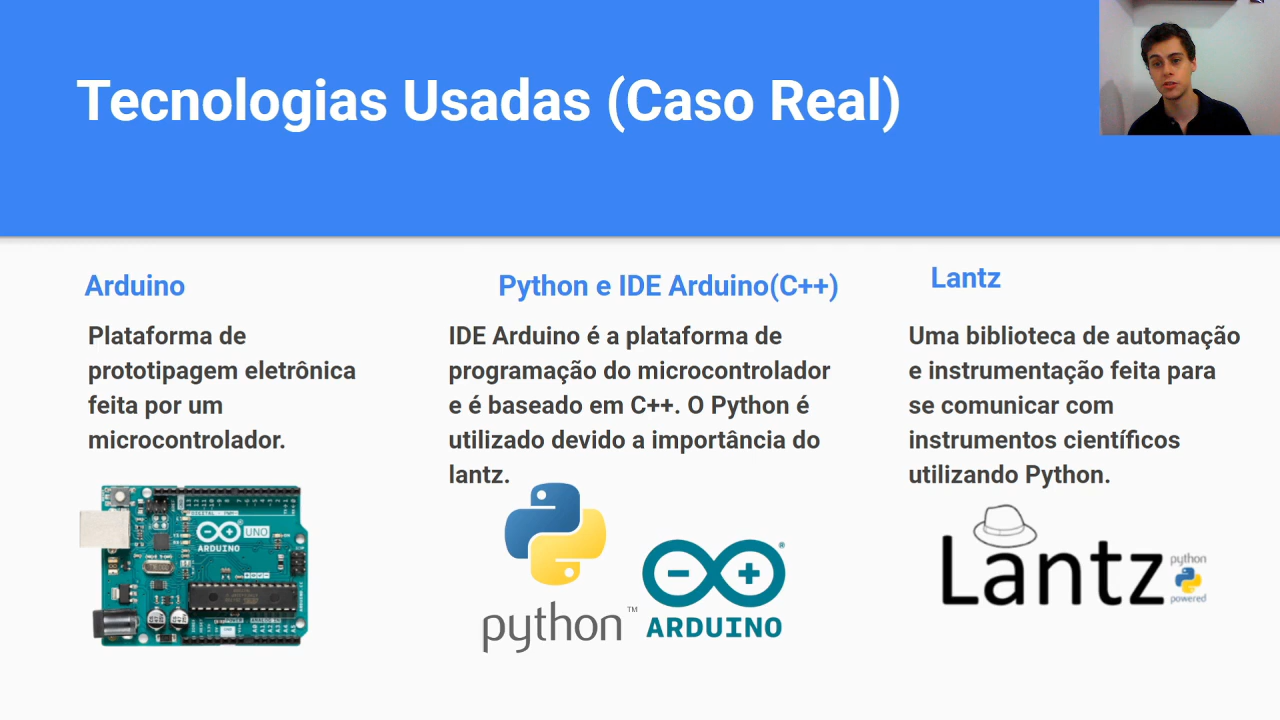 Tecnologias Usadas (Caso Real)
Arduino
Plataforma de
prototipagem eletrônica
feita por um
microcontrolador.
UNO
ARDUINO
Python e IDE Arduino(C++)
IDE Arduino é a plataforma de
programação do microcontrolador
e é baseado em C++. O Python é
utilizado devido a importância do
lantz.
python™
ARDUINO
Lantz
Uma biblioteca de automação
e instrumentação feita para
se comunicar com
instrumentos científicos
utilizando Python.
Lantz
python
powered